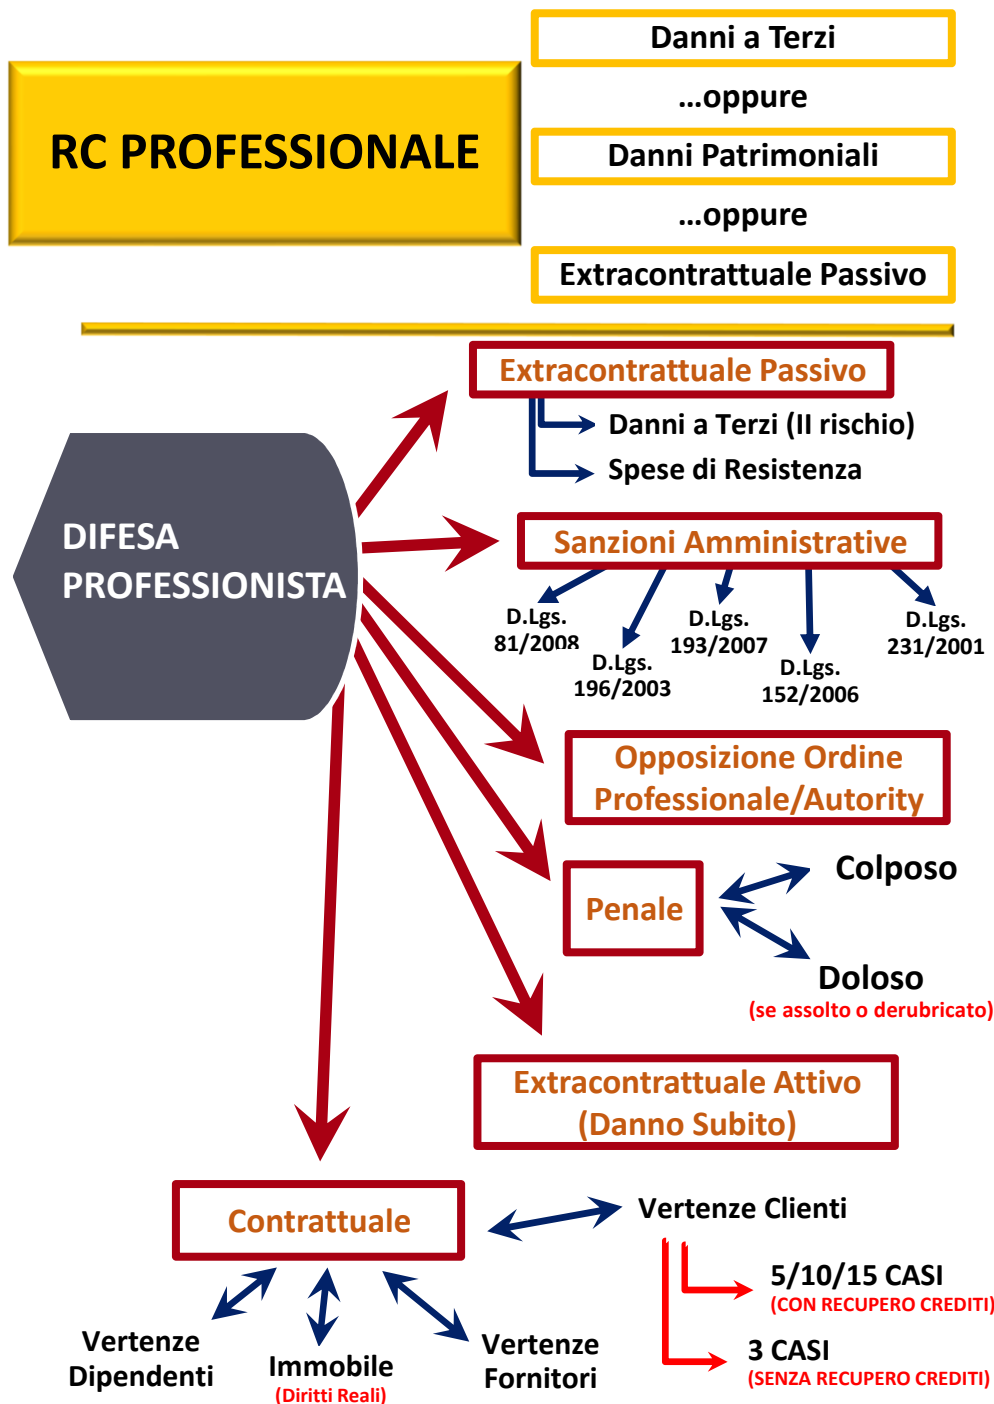 Danni a Terzi
...oppure
RC PROFESSIONALE
Danni Patrimoniali
...oppure
Extracontrattuale Passivo
Extracontrattuale Passivo
Danni a Terzi (II rischio)
Spese di Resistenza
DIFESA
PROFESSIONISTA
Sanzioni Amministrative
D.Lgs.
81/2008
D.Lgs.
196/2003
D.Lgs.
193/2007
D.Lgs.
152/2006
D.Lgs.
231/2001
Opposizione Ordine
Professionale/Autority
Penale
Colposo
Doloso
(se assolto o derubricato)
Extracontrattuale Attivo
(Danno Subito)
Contrattuale
Vertenze Clienti
5/10/15 CASI
(CON RECUPERO CREDITI)
3 CASI
(SENZA RECUPERO CREDITI)
Vertenze
Dipendenti
Immobile
(Diritti Reali)
Vertenze
Fornitori